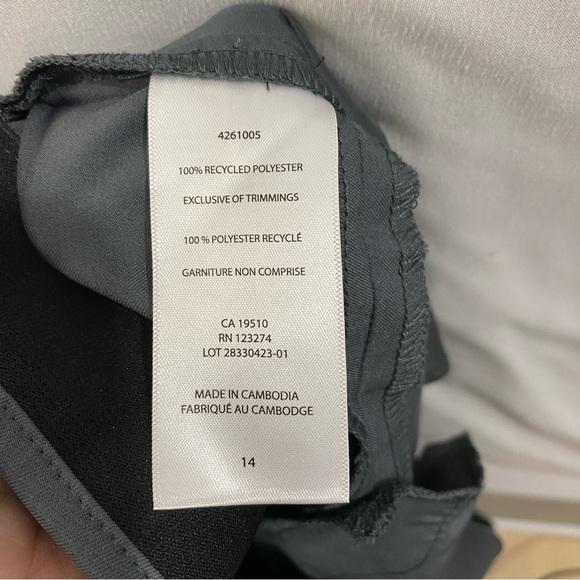 4261005
100% RECYCLED POLYESTER
EXCLUSIVE OF TRIMMINGS
100 % POLYESTER RECYCLÉ
GARNITURE NON COMPRISE
CA 19510
RN 123274
LOT 28330423-01
MADE IN CAMBODIA
FABRIQUÉ AU CAMBODGE
14